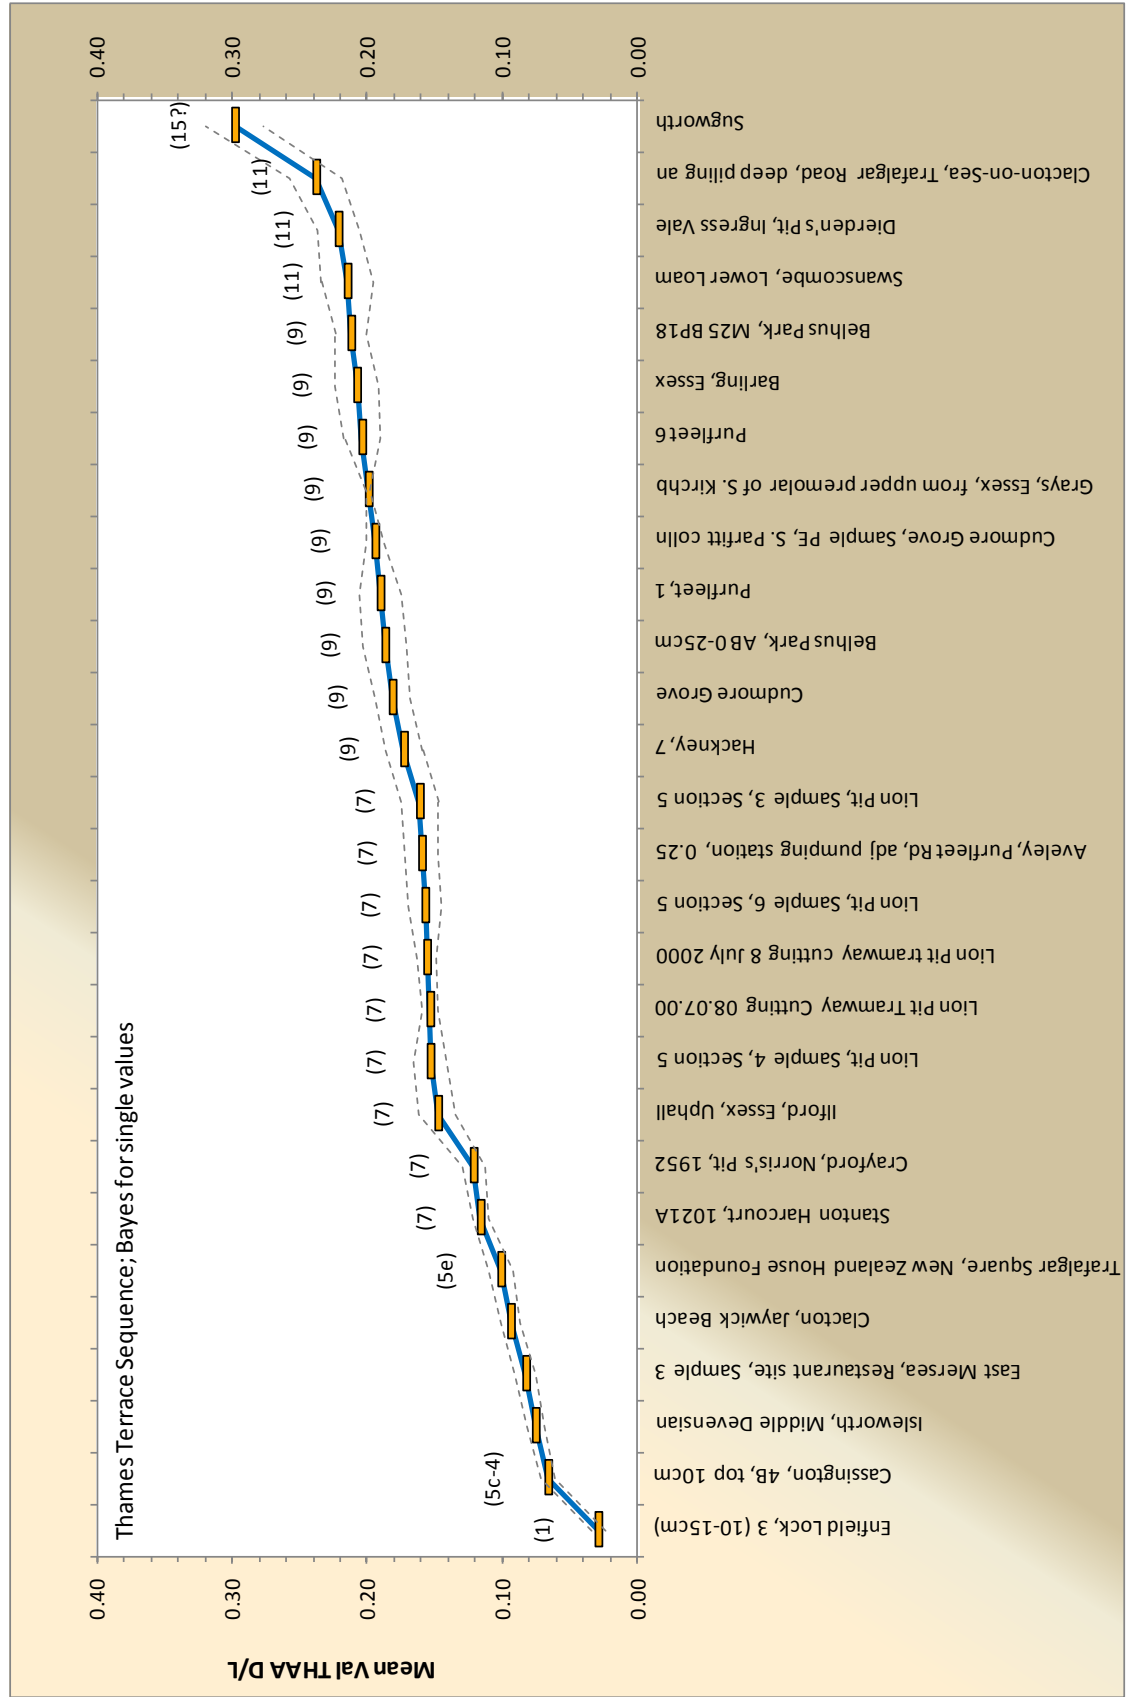 Thames Terrace Sequence; Bayes for single values
Mean Val THAA D/L
0.40
0.30
0.20
0.10
0.00
0.40
0.30
0.20
0.10
0.00
(1)
(5c-4)
(5e)
(7)
(7)
(7)
(7)
(7)
(7)
(7)
(7)
(7)
(9)
(9)
(9)
(9)
(9)
(9)
(9)
(9)
(9)
(11)
(11)
(11)
(15?)
Enfield Lock, 3 (10-15cm)
Cassington, 4B, top 10cm
Isleworth, Middle Devensian
East Mersea, Restaurant site, Sample 3
Clacton, Jaywick Beach
Trafalgar Square, New Zealand House Foundation
Stanton Harcourt, 1021A
Crayford, Norris's Pit, 1952
Ilford, Essex, Uphall
Lion Pit, Sample 4, Section 5
Lion Pit Tramway Cutting 08.07.00
Lion Pit tramway cutting 8 July 2000
Lion Pit, Sample 6, Section 5
Aveley, Purfleet Rd, adj pumping station, 0.25
Lion Pit, Sample 3, Section 5
Hackney, 7
Cudmore Grove
Belhus Park, AB 0-25cm
Purfleet, 1
Cudmore Grove, Sample PE, S. Parfitt colln
Grays, Essex, from upper premolar of S. Kirchb
Purfleet 6
Barling, Essex
Belhus Park, M25 BP18
Swanscombe, Lower Loam
Dierden's Pit, Ingress Vale
Clacton-on-Sea, Trafalgar Road, deep piling an
Sugworth